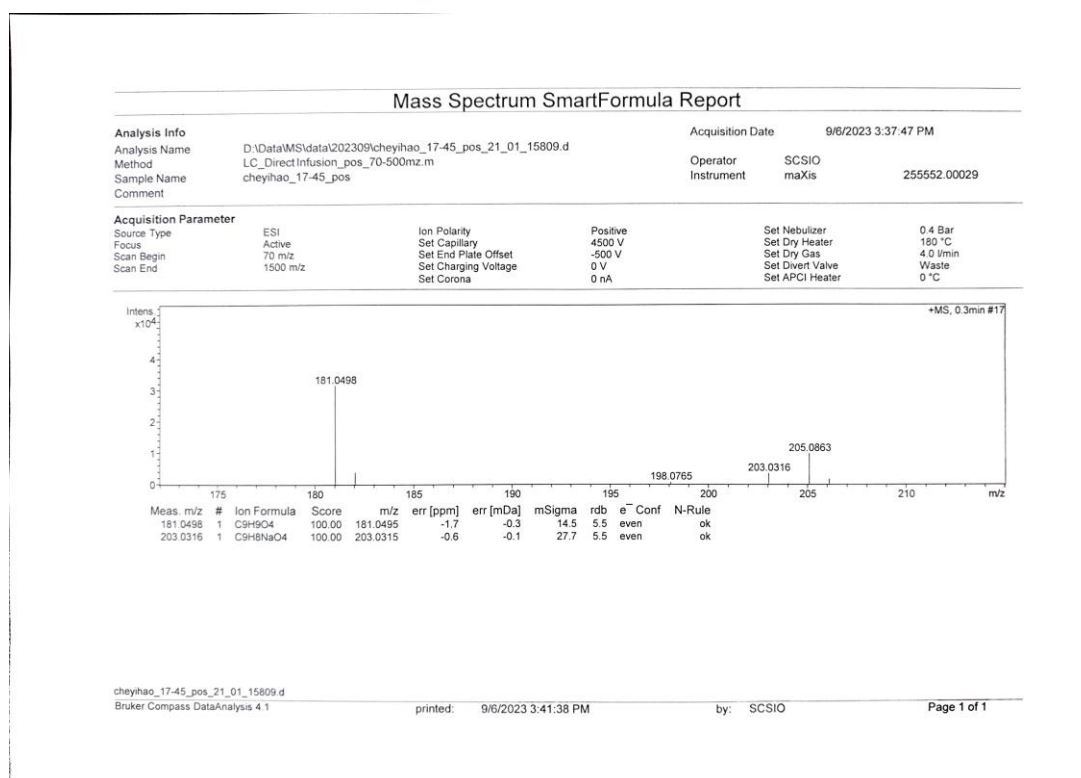 Mass Spectrum SmartFormula Report
Analysis Info
Acquisition Date 9/6/2023 3:37:47 PM
Analysis Name D:\Data\MS\data\202309\cheyihao_17-45_pos_21_01_15809.d
Method LC_Direct Infusion_pos_70-500mz.m
Operator SCSIO
Sample Name cheyihao_17-45_pos
Instrument maXis 255552.00029
Comment
Acquisition Parameter
Source Type ESI Ion Polarity Positive Set Nebulizer 0.4 Bar
Focus Active Set Capillary 4500 V Set Dry Heater 180 °C
Scan Begin 70 m/z Set End Plate Offset -500 V Set Dry Gas 4.0 l/min
Scan End 1500 m/z Set Charging Voltage 0 V Set Divert Valve Waste
Set Corona 0 nA Set APCI Heater 0 °C
Intens.
x10⁴
+MS, 0.3min #17
4
181.0498
3
2
205.0863
1
203.0316
198.0765
0
175 180 185 190 195 200 205 210 m/z
Meas. m/z # Ion Formula Score m/z err [ppm] err [mDa] mSigma rdb e⁻ Conf N-Rule
181.0498 1 C9H9O4 100.00 181.0495 -1.7 -0.3 14.5 5.5 even ok
203.0316 1 C9H8NaO4 100.00 203.0315 -0.6 -0.1 27.7 5.5 even ok
cheyihao_17-45_pos_21_01_15809.d
Bruker Compass DataAnalysis 4.1 printed: 9/6/2023 3:41:38 PM by: SCSIO Page 1 of 1